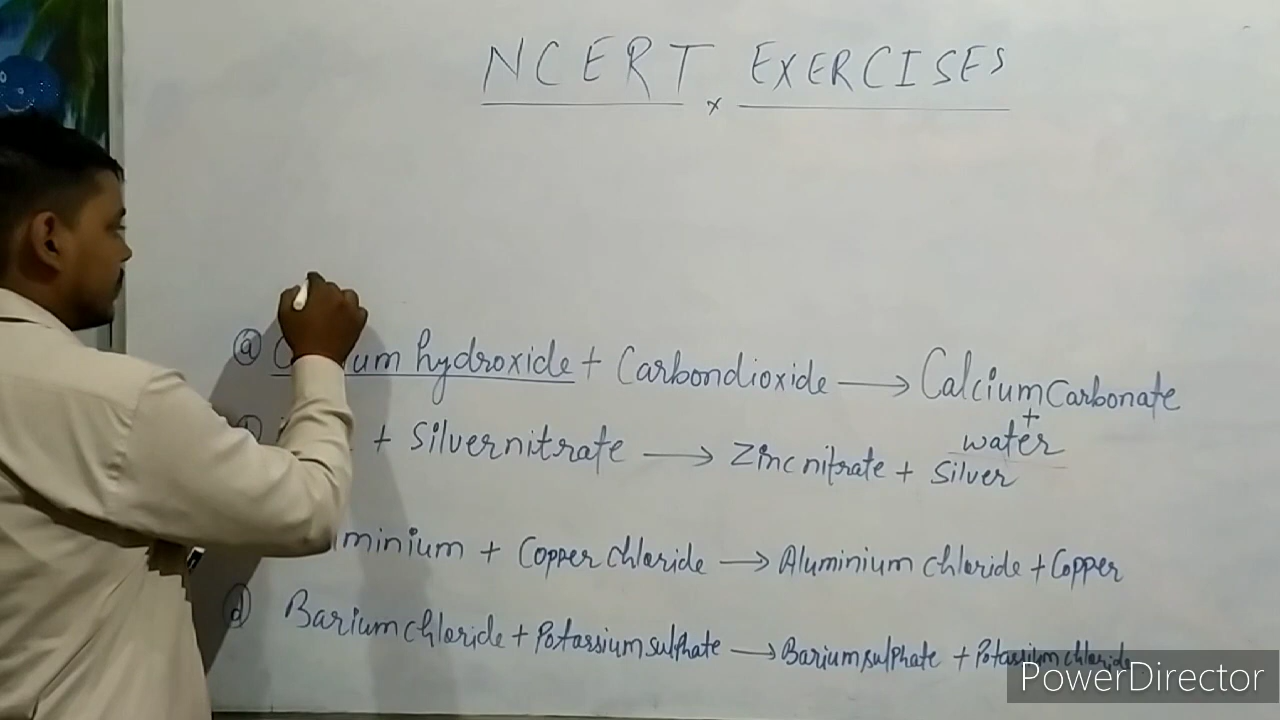 NCERT EXERCISES
x
ⓐ hydroxide + Carbondioxide ⟶ Calcium Carbonate
+
water
+ Silvernitrate ⟶ Zinc nitrate + Silver
minium + Copper chloride ⟶ Aluminium chloride + Copper
ⓓ Barium chloride + Potassium sulphate ⟶ Barium sulphate + Potassium chloride
PowerDirector